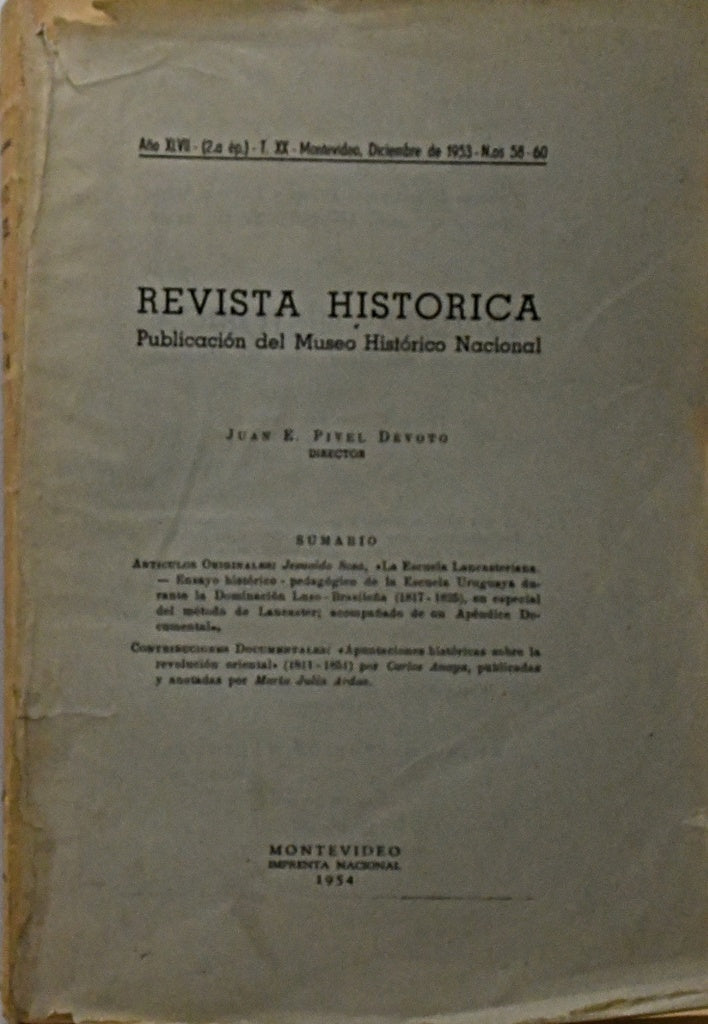 Año XLVII - (2.a ép.) - T. XX - Montevideo, Diciembre de 1953 - N.os 58 - 60
REVISTA HISTORICA
Publicación del Museo Histórico Nacional
JUAN E. PIVEL DEVOTO
DIRECTOR
SUMARIO
ARTICULOS ORIGINALES: Jesualdo Sosa, «La Escuela Lancasteriana.
— Ensayo histórico - pedagógico de la Escuela Uruguaya du-
rante la Dominación Luso - Brasileña (1817 - 1825), en especial
del método de Lancaster; acompañado de un Apéndice Do-
cumental».
CONTRIBUCIONES DOCUMENTALES: «Apuntaciones históricas sobre la
revolución oriental» (1811 - 1851) por Carlos Anaya, publicadas
y anotadas por María Julia Ardao.
MONTEVIDEO
IMPRENTA NACIONAL
1954